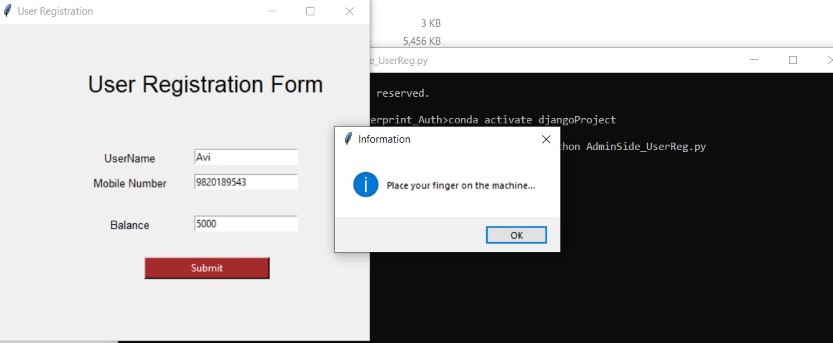 User Registration
3 KB
5,456 KB
e_UserReg.py
User Registration Form
reserved.
erprint_Auth>conda activate djangoProject
Information
hon AdminSide_UserReg.py
UserName
Avi
Mobile Number
9820189543
Place your finger on the machine...
Balance
5000
OK
Submit